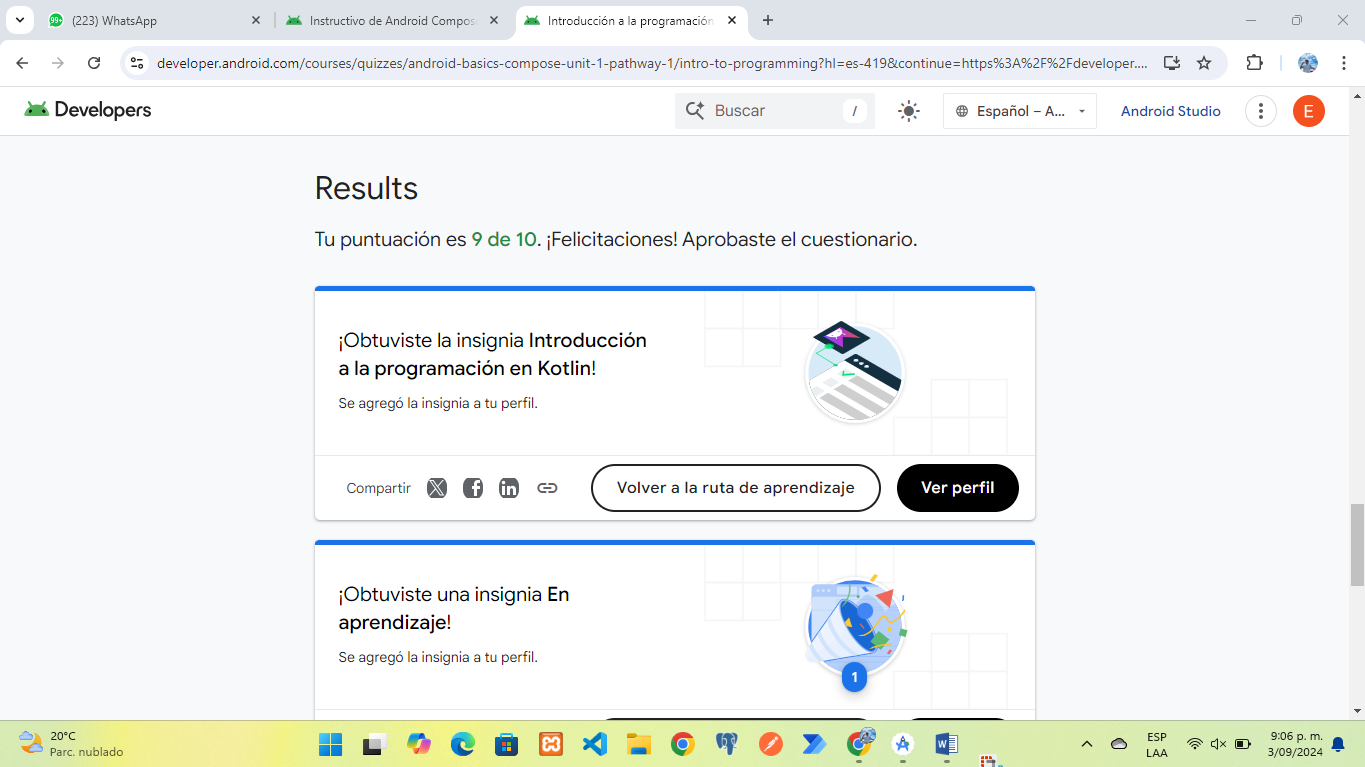 99+
(223) WhatsApp
Instructivo de Android Compose
Introducción a la programación
developer.android.com/courses/quizzes/android-basics-compose-unit-1-pathway-1/intro-to-programming?hl=es-419&continue=https%3A%2F%2Fdeveloper....
Developers
Buscar
/
Español – A...
Android Studio
E
Results
Tu puntuación es 9 de 10. ¡Felicitaciones! Aprobaste el cuestionario.
¡Obtuviste la insignia Introducción
a la programación en Kotlin!
Se agregó la insignia a tu perfil.
Compartir
Volver a la ruta de aprendizaje
Ver perfil
¡Obtuviste una insignia En
aprendizaje!
Se agregó la insignia a tu perfil.
1
20°C
Parc. nublado
ESP
LAA
9:06 p. m.
3/09/2024